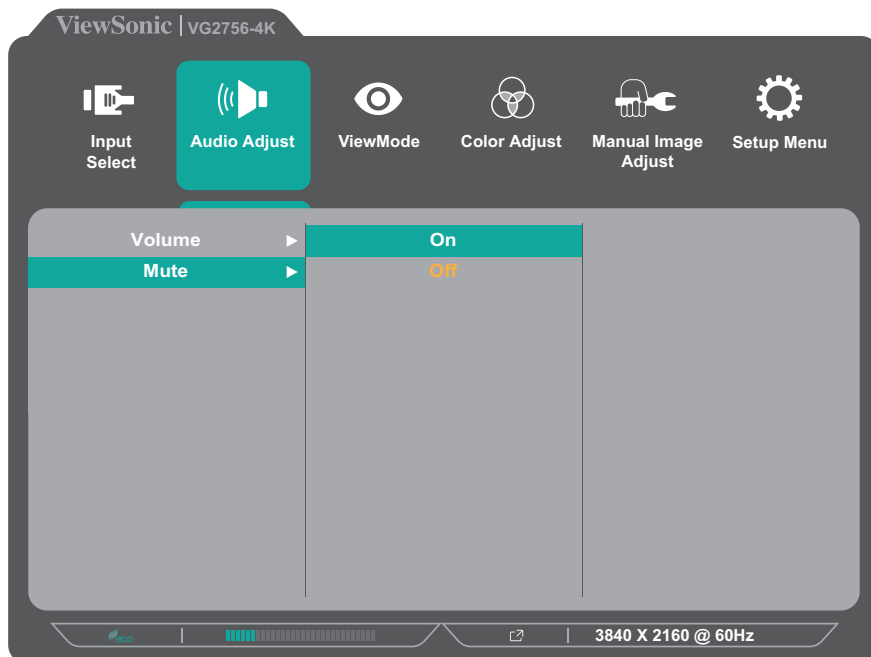 ViewSonic | VG2756-4K
Input Select
Audio Adjust
ViewMode
Color Adjust
Manual Image Adjust
Setup Menu
Volume
On
Mute
Off
eco
3840 X 2160 @ 60Hz